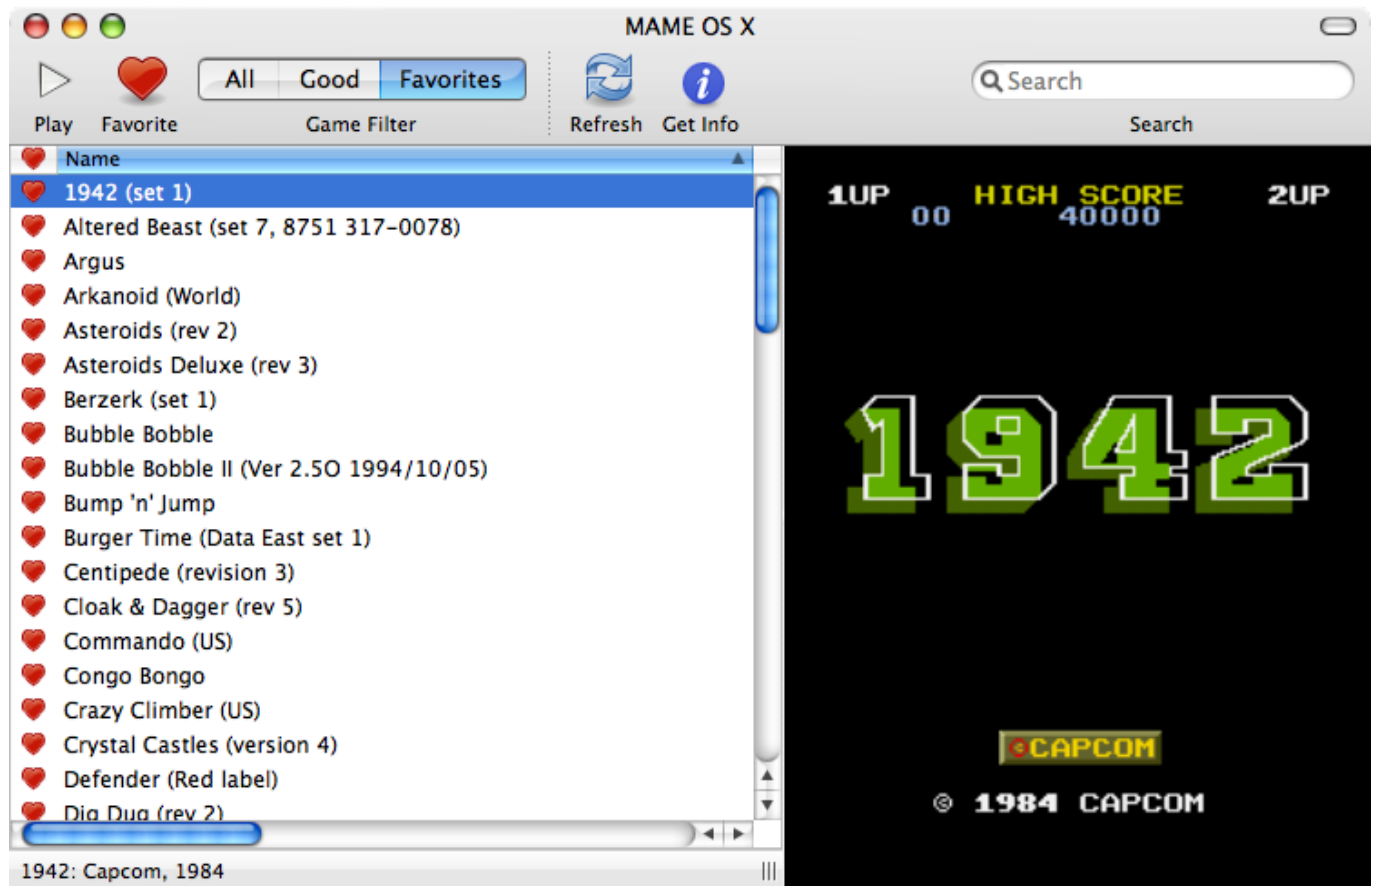 MAME OS X
All Good Favorites
Search
Play Favorite Game Filter Refresh Get Info Search
Name
1942 (set 1)
Altered Beast (set 7, 8751 317-0078)
Argus
Arkanoid (World)
Asteroids (rev 2)
Asteroids Deluxe (rev 3)
Berzerk (set 1)
Bubble Bobble
Bubble Bobble II (Ver 2.5O 1994/10/05)
Bump 'n' Jump
Burger Time (Data East set 1)
Centipede (revision 3)
Cloak & Dagger (rev 5)
Commando (US)
Congo Bongo
Crazy Climber (US)
Crystal Castles (version 4)
Defender (Red label)
Dig Dug (rev 2)
1942: Capcom, 1984
1UP HIGH SCORE 2UP
00 40000
1942
CAPCOM
© 1984 CAPCOM